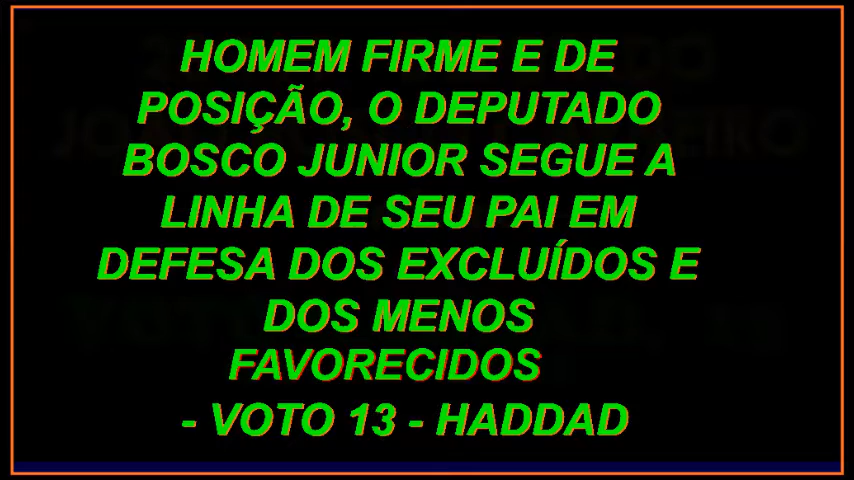 HOMEM FIRME E DE
POSIÇÃO, O DEPUTADO
BOSCO JUNIOR SEGUE A
LINHA DE SEU PAI EM
DEFESA DOS EXCLUÍDOS E
DOS MENOS
FAVORECIDOS
- VOTO 13 - HADDAD